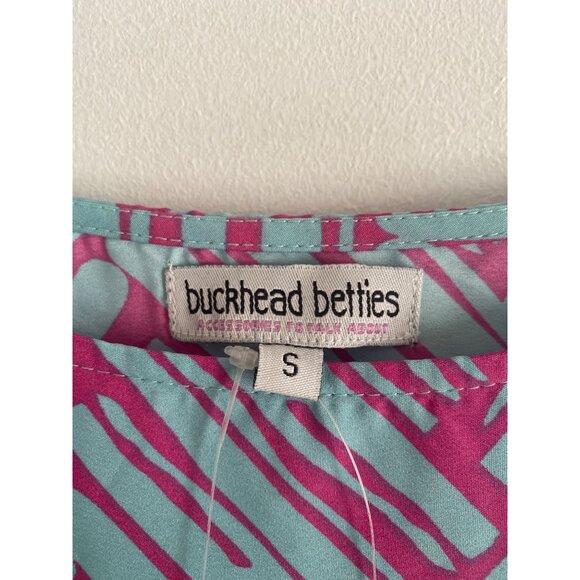 buckhead betties
ACCESSORIES TO TALK ABOUT
S